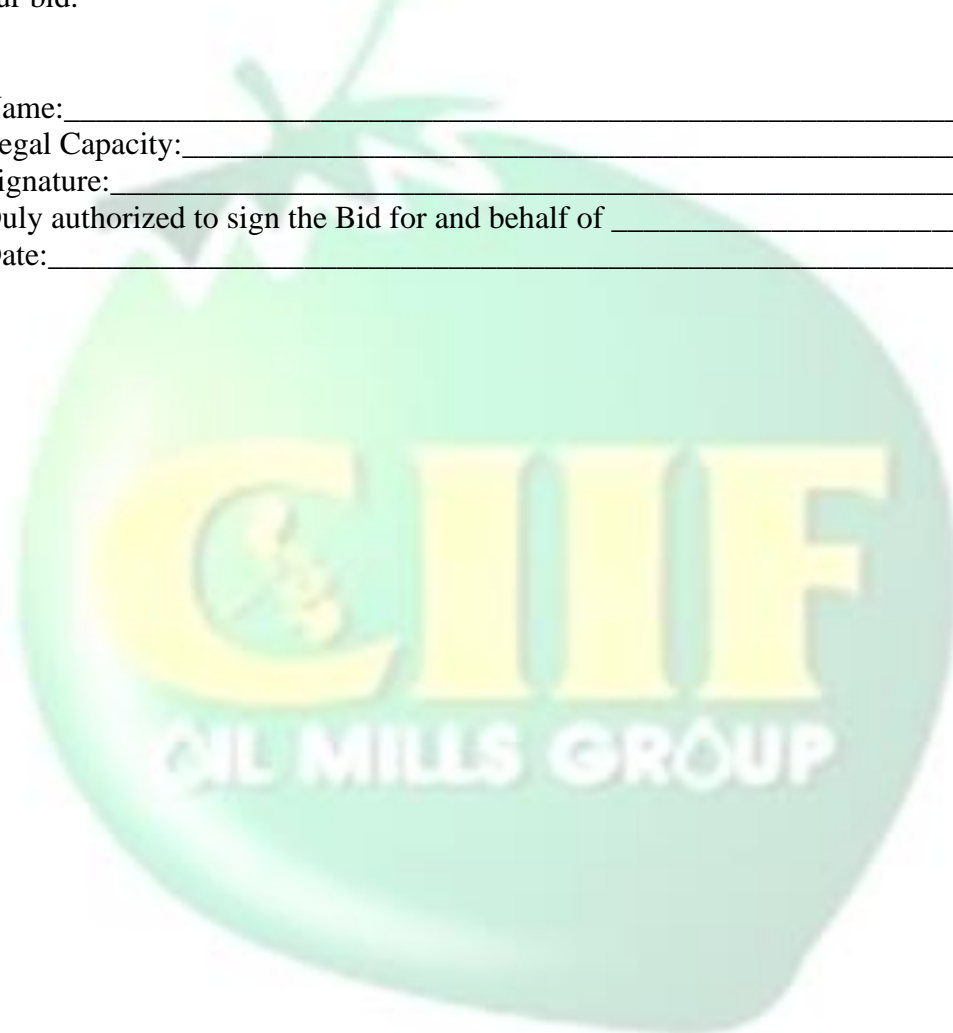 ur bid.
ame:
egal Capacity:
ignature:
uly authorized to sign the Bid for and behalf of
ate:
CIIF
OIL MILLS GROUP